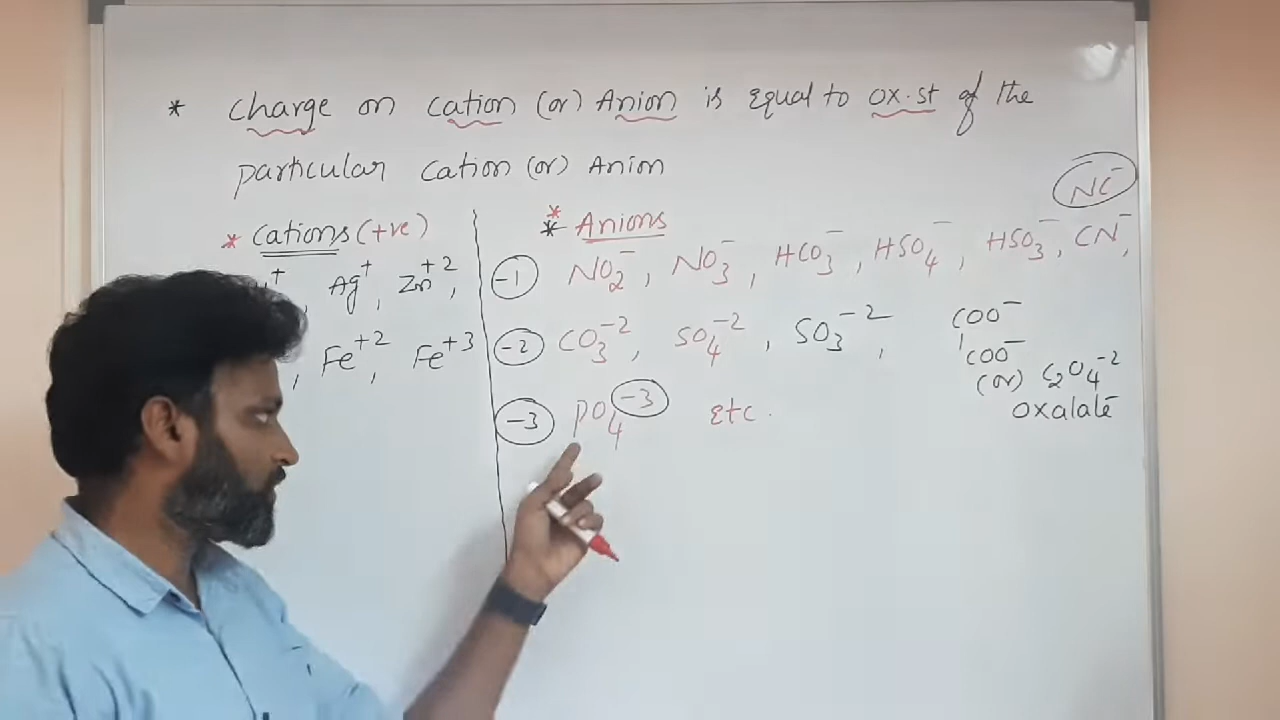 * Charge on cation (or) Anion is Equal to ox.st of the
particular Cation (or) Anion
NC⁻
* Cations (+ve)
* Anions
⁺, Ag⁺, Zn⁺²,
, Fe⁺², Fe⁺³
-1 NO₂⁻, NO₃⁻, HCO₃⁻, HSO₄⁻, HSO₃⁻, CN⁻,
-2 CO₃⁻², SO₄⁻², SO₃⁻²,
COO⁻
COO⁻
(or) C₂O₄⁻²
oxalate
-3 PO₄⁻³ Etc.